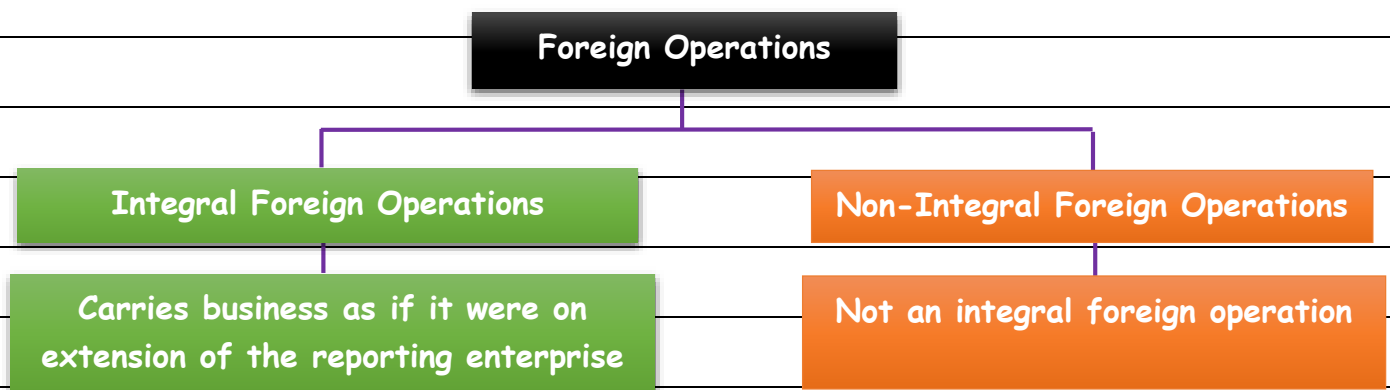 Foreign Operations
Integral Foreign Operations
Non-Integral Foreign Operations
Carries business as if it were on
extension of the reporting enterprise
Not an integral foreign operation